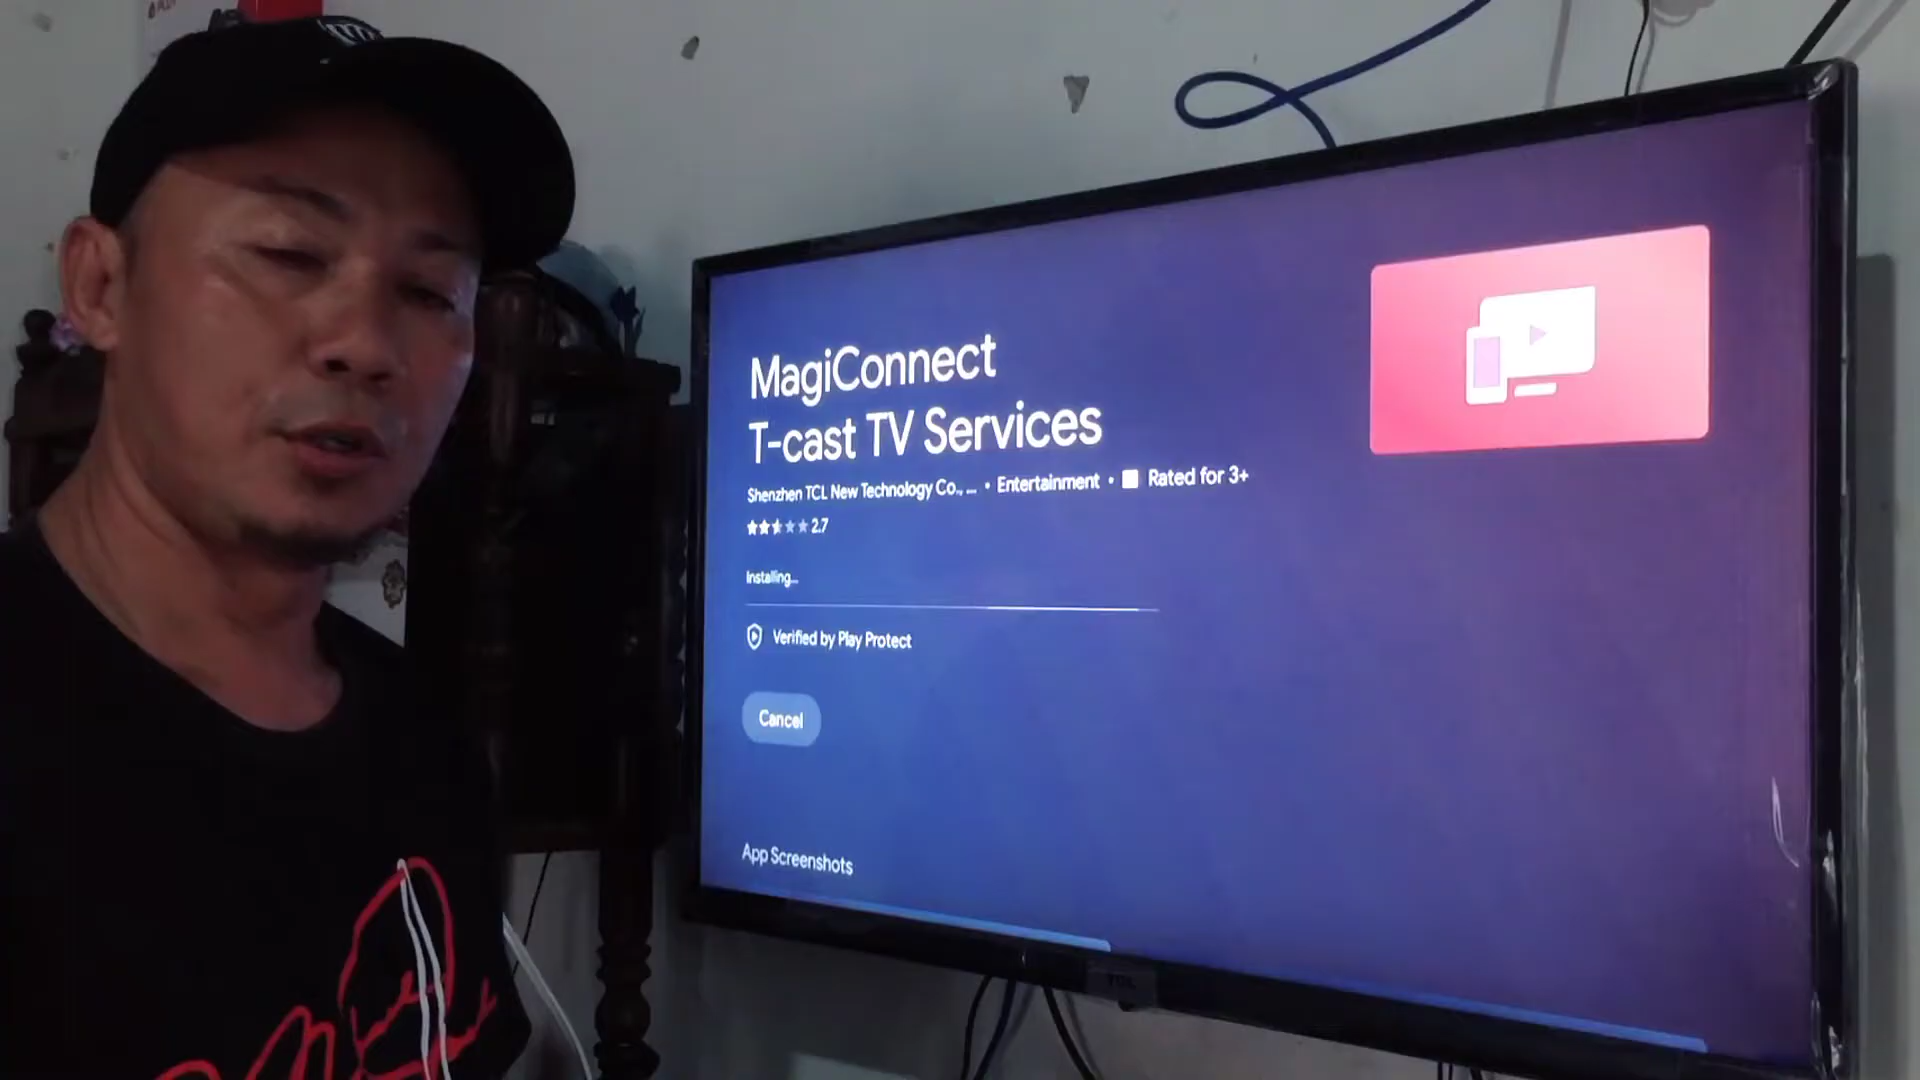 MagiConnect
T-cast TV Services
Shenzhen TCL New Technology Co., ... • Entertainment • Rated for 3+
2.7
Installing...
Verified by Play Protect
Cancel
App Screenshots
TCL